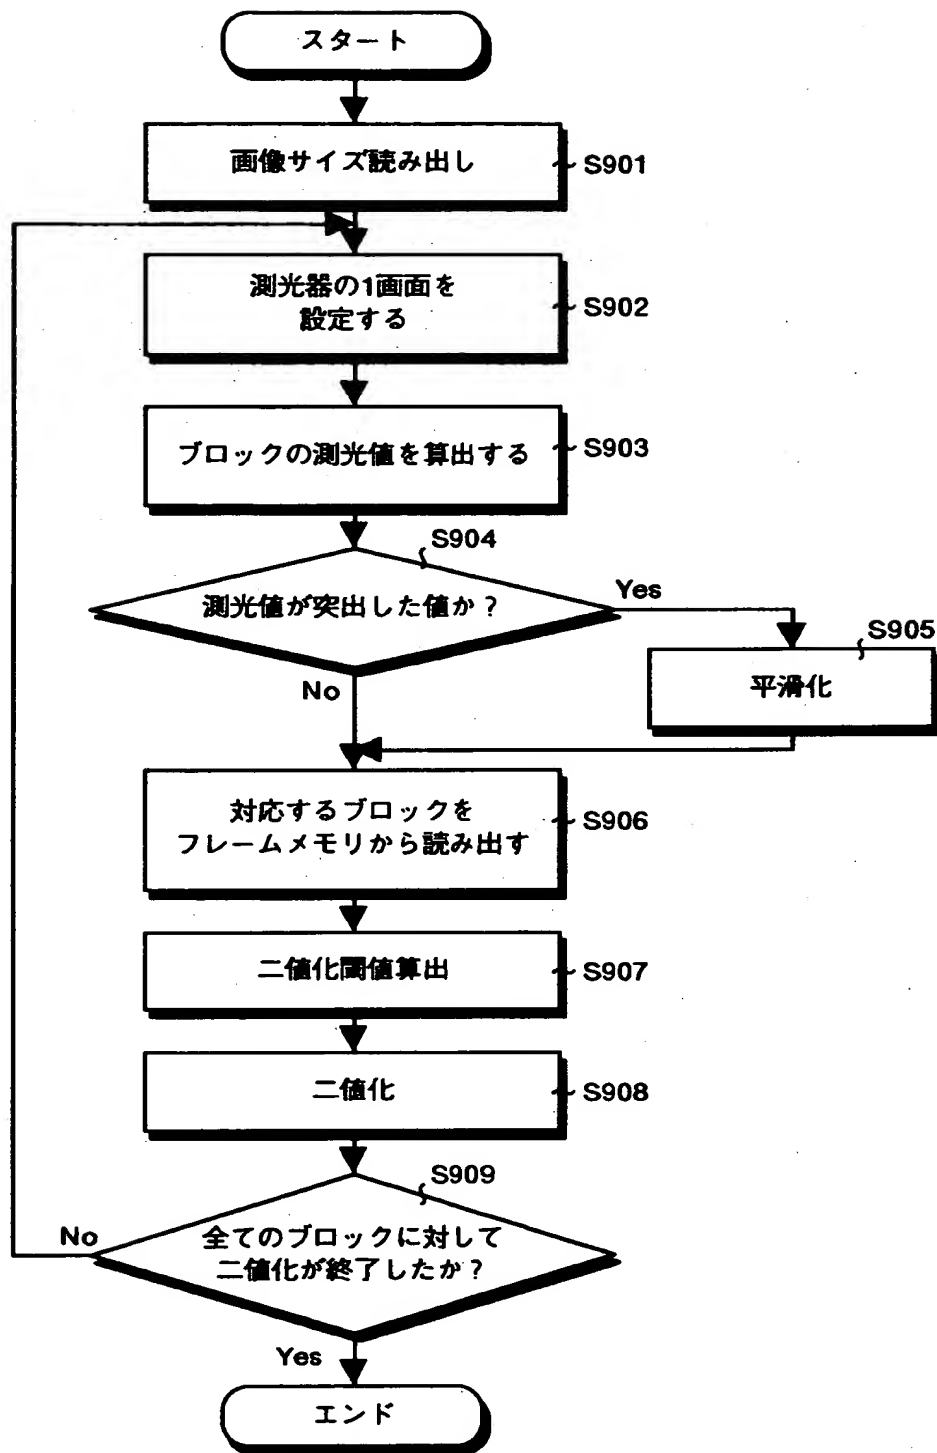 スタート
画像サイズ読み出し
S901
測光器の1画面を
設定する
S902
ブロックの測光値を算出する
S903
S904
測光値が突出した値か？
Yes
No
S905
平滑化
対応するブロックを
フレームメモリから読み出す
S906
二値化閾値算出
S907
二値化
S908
S909
全てのブロックに対して
二値化が終了したか？
No
Yes
エンド